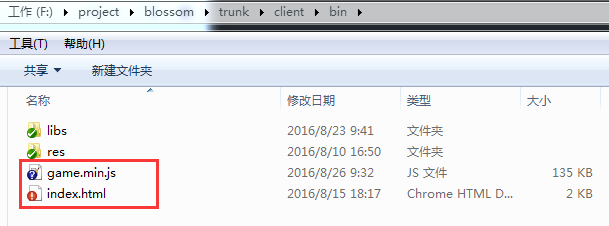 工作 (F:) ▸ project ▸ blossom ▸ trunk ▸ client ▸ bin ▸
工具(T) 帮助(H)
共享 ▼ 新建文件夹
名称 修改日期 类型 大小
libs 2016/8/23 9:41 文件夹
res 2016/8/10 16:50 文件夹
game.min.js 2016/8/26 9:32 JS 文件 135 KB
index.html 2016/8/15 18:17 Chrome HTML D... 2 KB